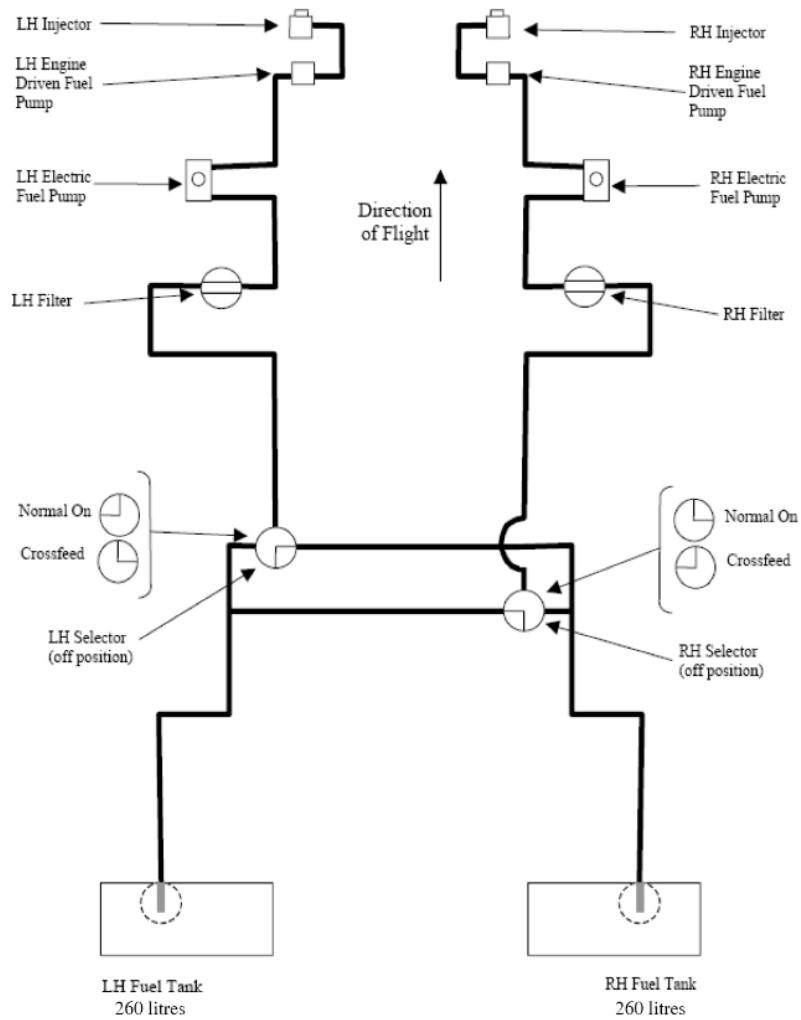 LH Injector
RH Injector
LH Engine
Driven Fuel
Pump
RH Engine
Driven Fuel
Pump
LH Electric
Fuel Pump
RH Electric
Fuel Pump
Direction
of Flight
LH Filter
RH Filter
Normal On
Crossfeed
Normal On
Crossfeed
LH Selector
(off position)
RH Selector
(off position)
LH Fuel Tank
260 litres
RH Fuel Tank
260 litres